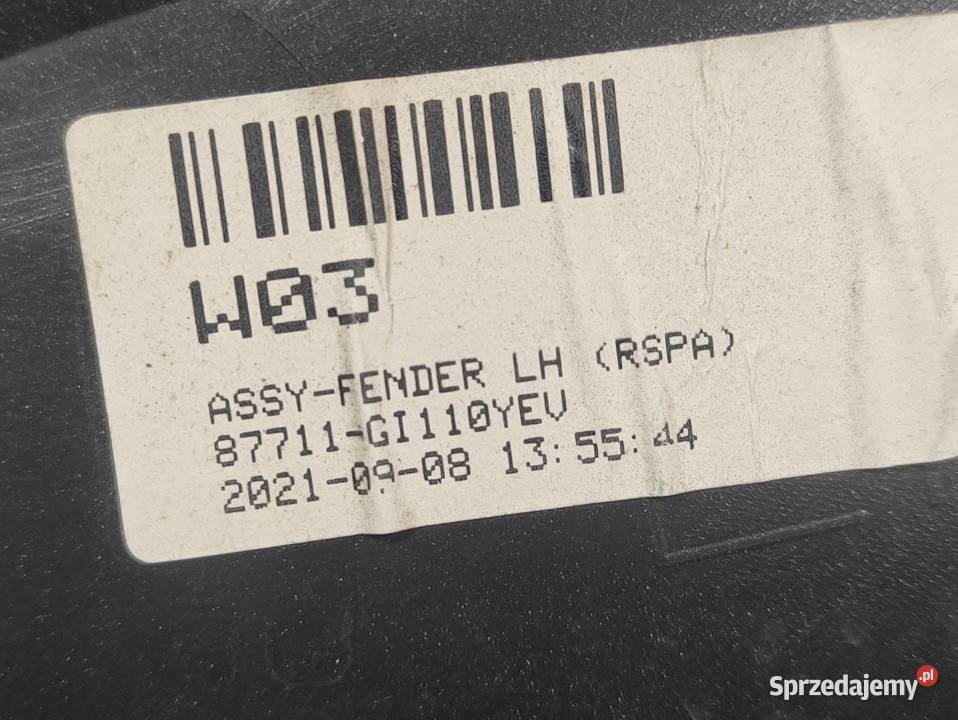 W03
ASSY-FENDER LH (RSPA)
87711-GI110YEV
2021-09-08 13:55:44
Sprzedajemy.pl